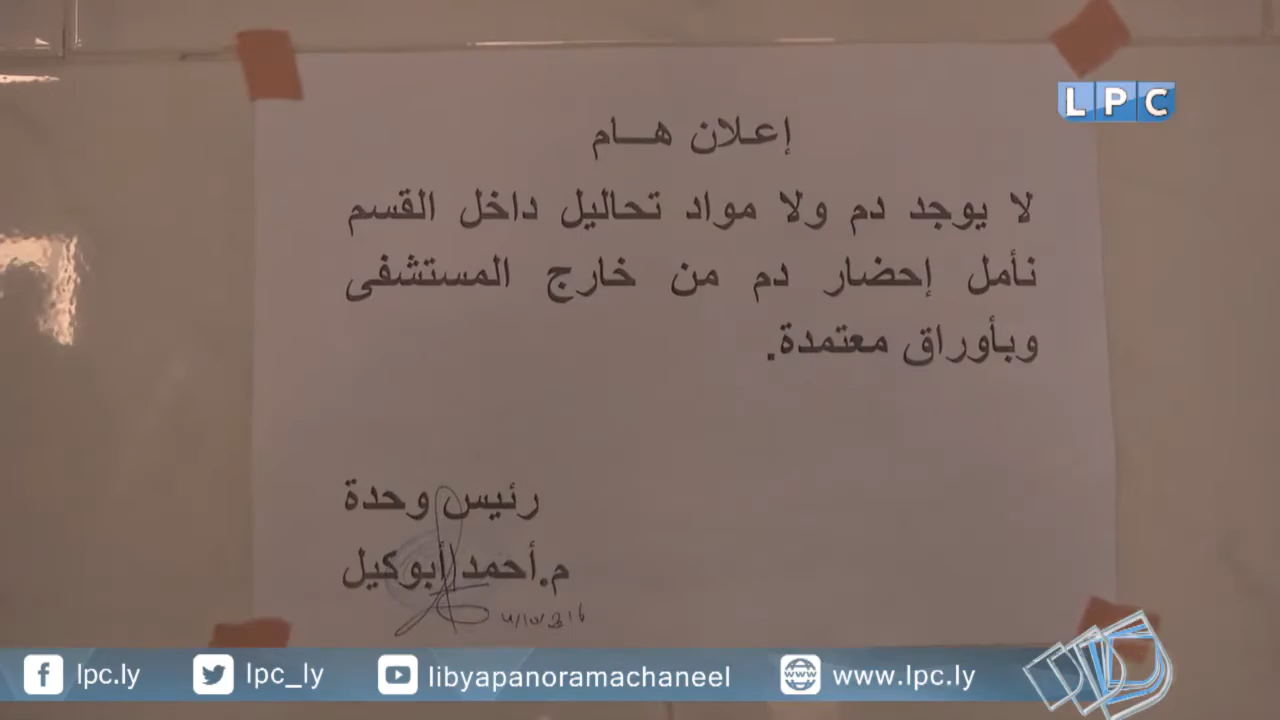 LPC
إعلان هام
لا يوجد دم ولا مواد تحاليل داخل القسم
نأمل إحضار دم من خارج المستشفى
وبأوراق معتمدة.
رئيس وحدة
م.أحمد أبوكيل
lpc.ly
lpc_ly
libyapanoramachaneel
www.lpc.ly